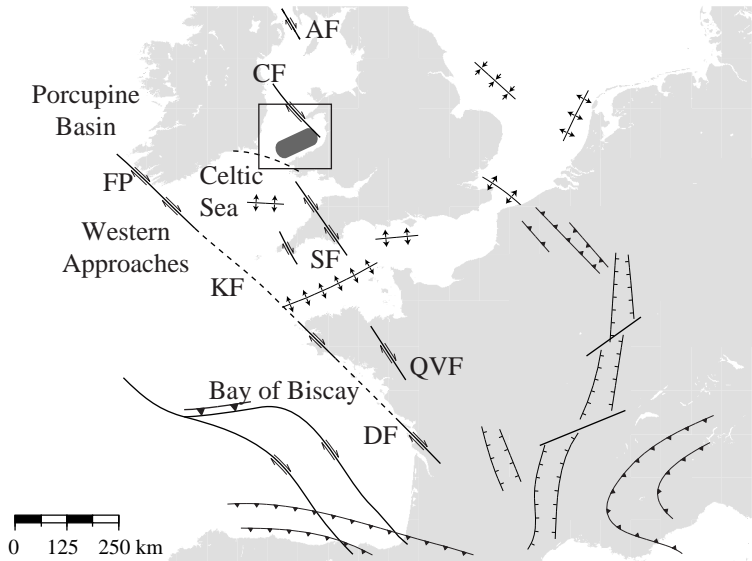 AF
CF
Porcupine
Basin
FP
Celtic
Sea
Western
Approaches
SF
KF
QVF
Bay of Biscay
DF
0 125 250 km